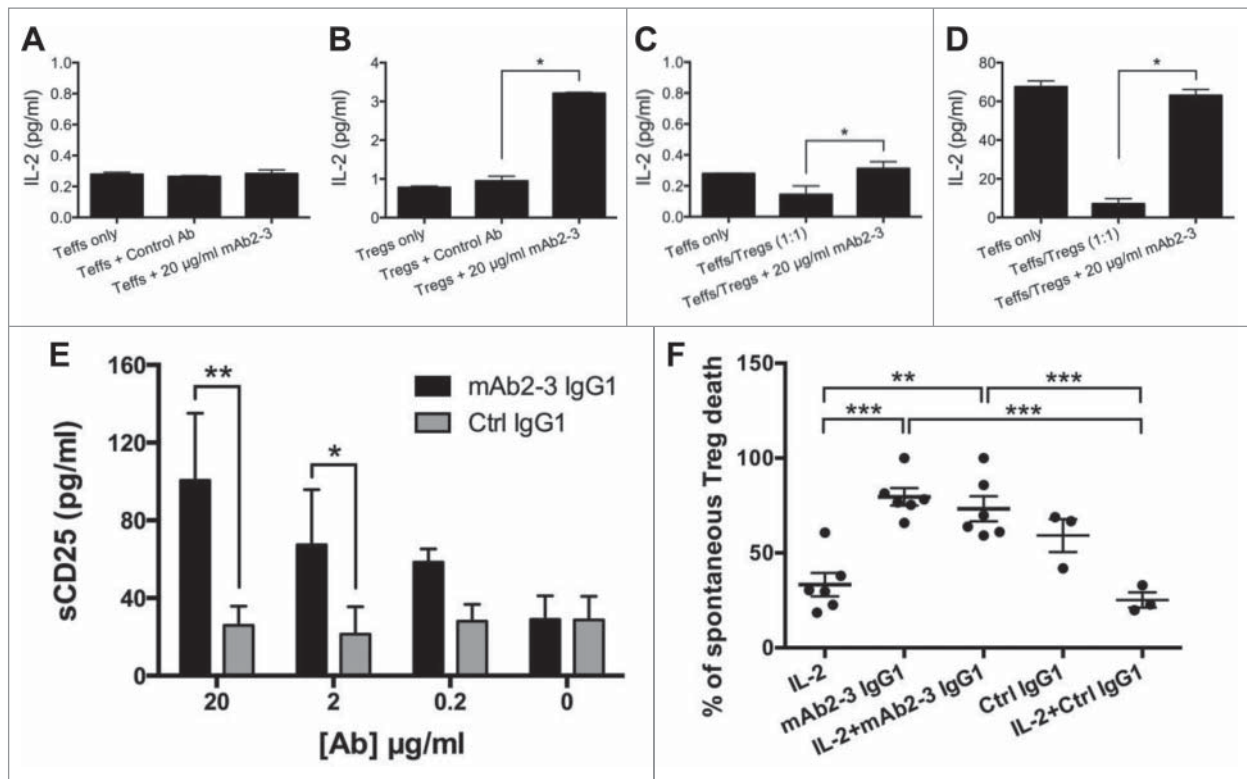 A
IL-2 (pg/ml)
1.0
0.8
0.6
0.4
0.2
0.0
Teffs only
Teffs + Control Ab
Teffs + 20 µg/ml mAb2-3
B
IL-2 (pg/ml)
4
3
2
1
0
*
Tregs only
Tregs + Control Ab
Tregs + 20 µg/ml mAb2-3
C
IL-2 (pg/ml)
1.0
0.8
0.6
0.4
0.2
0.0
*
Teffs only
Teffs/Tregs (1:1)
Teffs/Tregs + 20 µg/ml mAb2-3
D
IL-2 (pg/ml)
80
60
40
20
0
*
Teffs only
Teffs/Tregs (1:1)
Teffs/Tregs + 20 µg/ml mAb2-3
E
sCD25 (pg/ml)
160
120
80
40
0
**
*
mAb2-3 IgG1
Ctrl IgG1
20
2
0.2
0
[Ab] µg/ml
F
% of spontaneous Treg death
150
100
50
0
**
***
***
***
IL-2
mAb2-3 IgG1
IL-2+mAb2-3 IgG1
Ctrl IgG1
IL-2+Ctrl IgG1